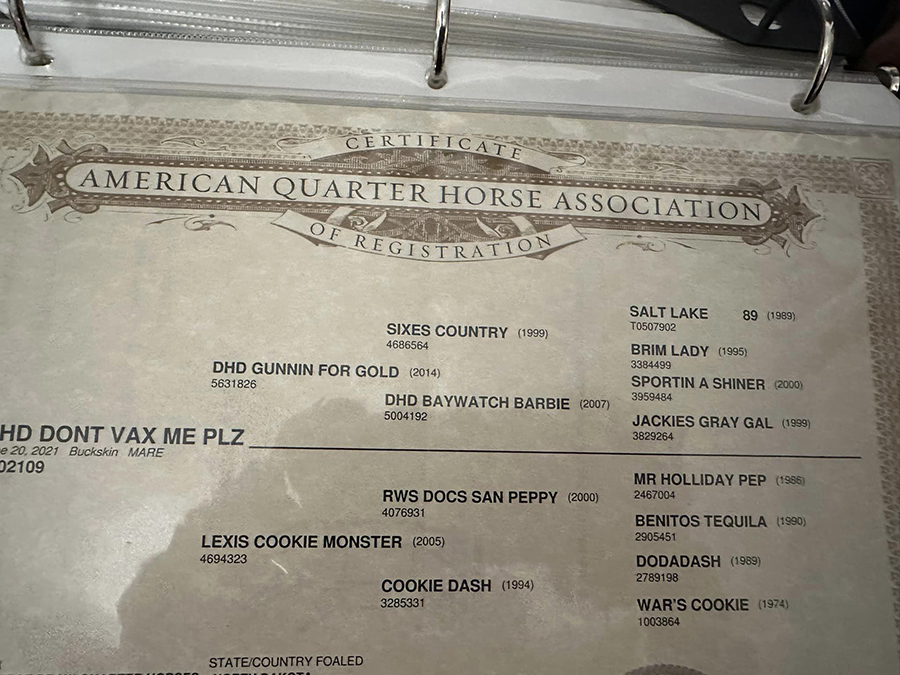 CERTIFICATE
AMERICAN QUARTER HORSE ASSOCIATION
OF REGISTRATION
SALT LAKE 89 (1989)
T0507902
SIXES COUNTRY (1999)
4686564
BRIM LADY (1995)
3384499
DHD GUNNIN FOR GOLD (2014)
5631826
SPORTIN A SHINER (2000)
3959484
DHD BAYWATCH BARBIE (2007)
5004192
JACKIES GRAY GAL (1999)
3829264
HD DONT VAX ME PLZ
e 20, 2021 Buckskin MARE
02109
MR HOLLIDAY PEP (1986)
2467004
RWS DOCS SAN PEPPY (2000)
4076931
BENITOS TEQUILA (1990)
2905451
LEXIS COOKIE MONSTER (2005)
4694323
DODADASH (1989)
2789198
COOKIE DASH (1994)
3285331
WAR'S COOKIE (1974)
1003864
STATE/COUNTRY FOALED
NORTH DAKOTA